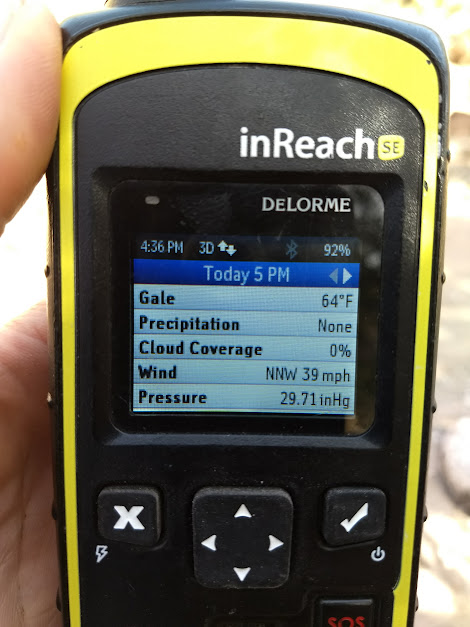 inReach SE
DELORME
4:36 PM 3D 92%
Today 5 PM
Gale 64°F
Precipitation None
Cloud Coverage 0%
Wind NNW 39 mph
Pressure 29.71 inHg
SOS